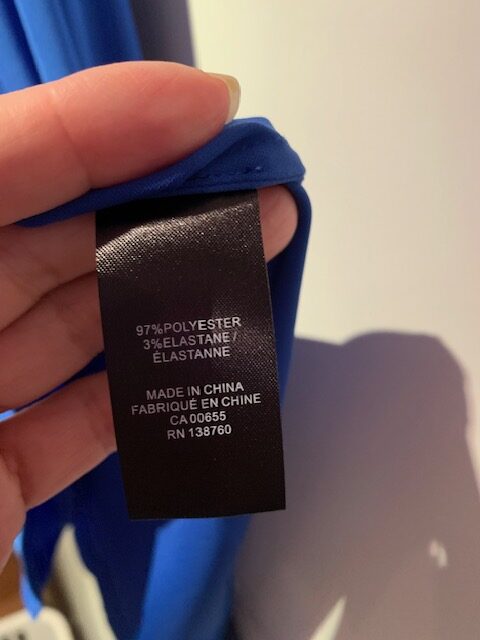 97%POLYESTER
3%ELASTANE/
ÉLASTANNE
MADE IN CHINA
FABRIQUÉ EN CHINE
CA 00655
RN 138760